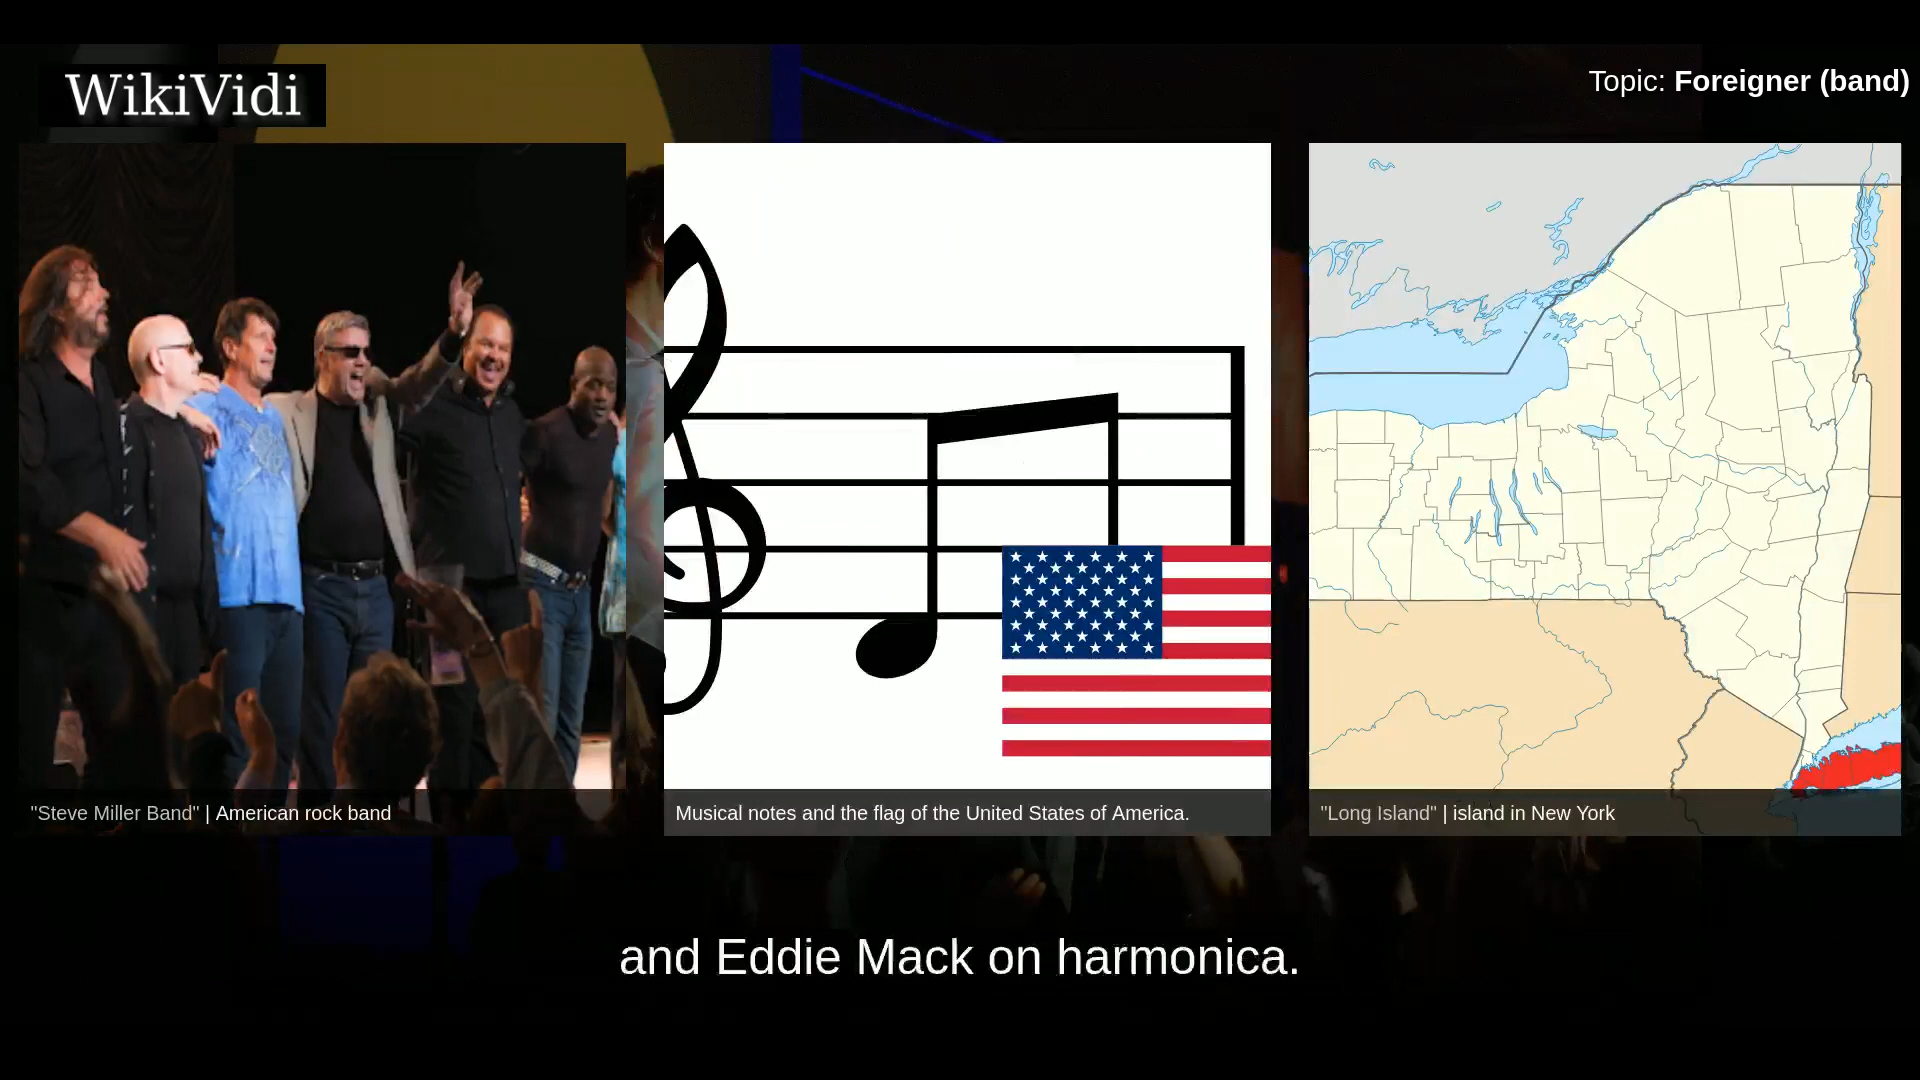 WikiVidi
Topic: Foreigner (band)
"Steve Miller Band" | American rock band
Musical notes and the flag of the United States of America.
"Long Island" | island in New York
and Eddie Mack on harmonica.